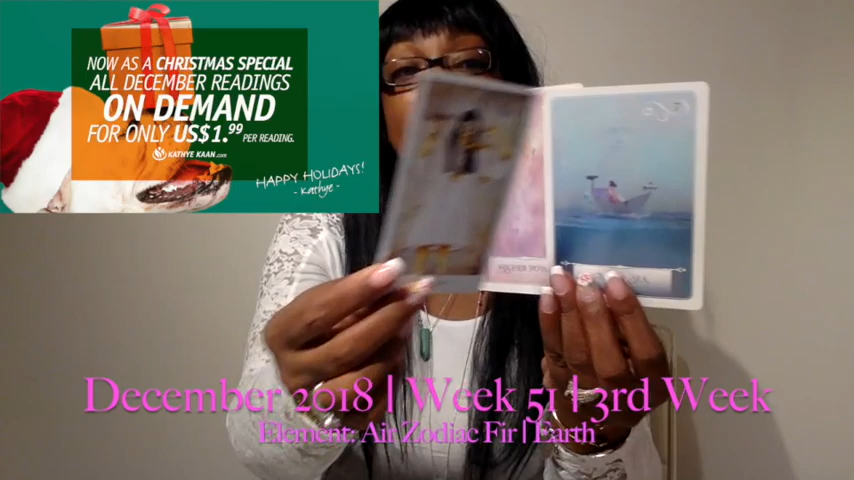 NOW AS A CHRISTMAS SPECIAL
ALL DECEMBER READINGS
ON DEMAND
FOR ONLY US$1.99 PER READING.
KATHYE KAAN.com
HAPPY HOLIDAYS!
- Kathye -
December 2018 | Week 51 | 3rd Week
Element: Air Zodiac Fir | Earth